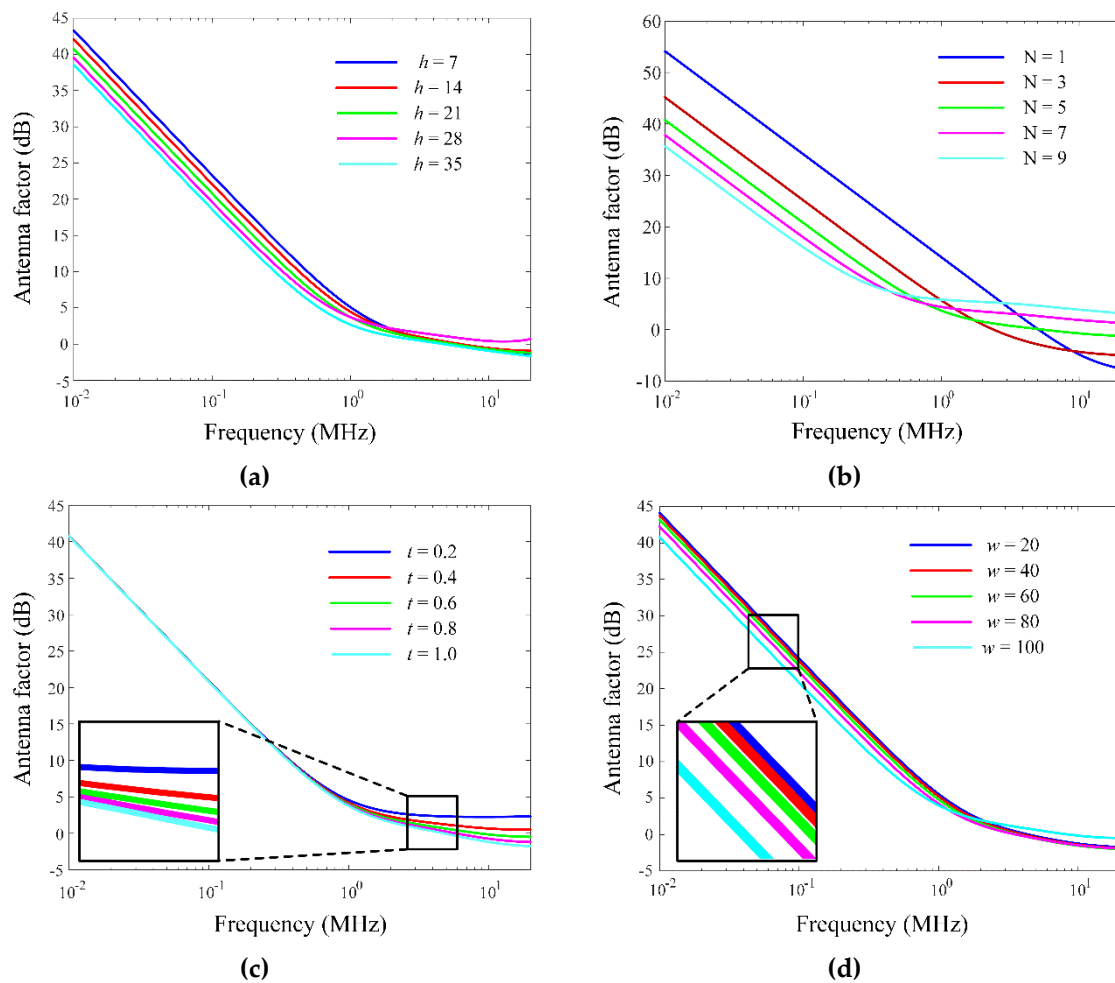 45
40
35
30
25
20
15
10
5
0
-5
Antenna factor (dB)
h = 7
h = 14
h = 21
h = 28
h = 35
10⁻² 10⁻¹ 10⁰ 10¹
Frequency (MHz)
(a)
60
50
40
30
20
10
0
-10
Antenna factor (dB)
N = 1
N = 3
N = 5
N = 7
N = 9
10⁻² 10⁻¹ 10⁰ 10¹
Frequency (MHz)
(b)
45
40
35
30
25
20
15
10
5
0
-5
Antenna factor (dB)
t = 0.2
t = 0.4
t = 0.6
t = 0.8
t = 1.0
10⁻² 10⁻¹ 10⁰ 10¹
Frequency (MHz)
(c)
45
40
35
30
25
20
15
10
5
0
-5
Antenna factor (dB)
w = 20
w = 40
w = 60
w = 80
w = 100
10⁻² 10⁻¹ 10⁰ 10¹
Frequency (MHz)
(d)